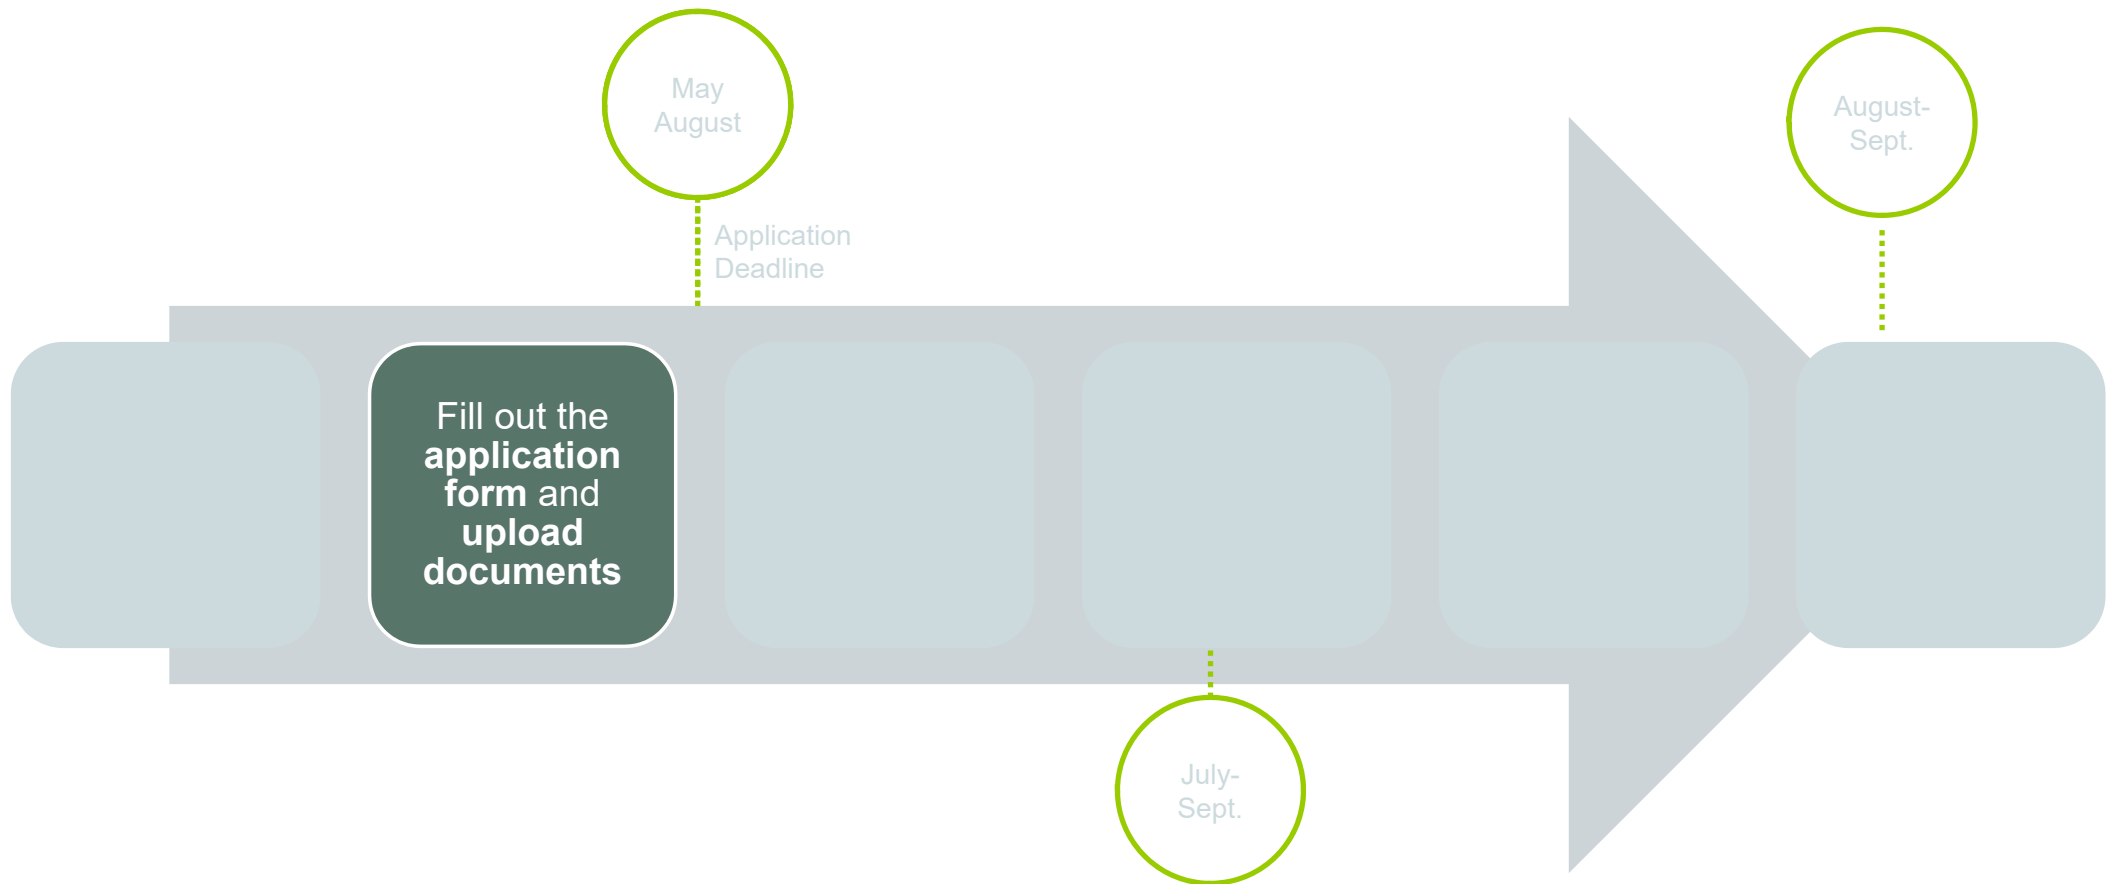 May
August
August-
Sept.
Application
Deadline
Fill out the
application
form and
upload
documents
July-
Sept.